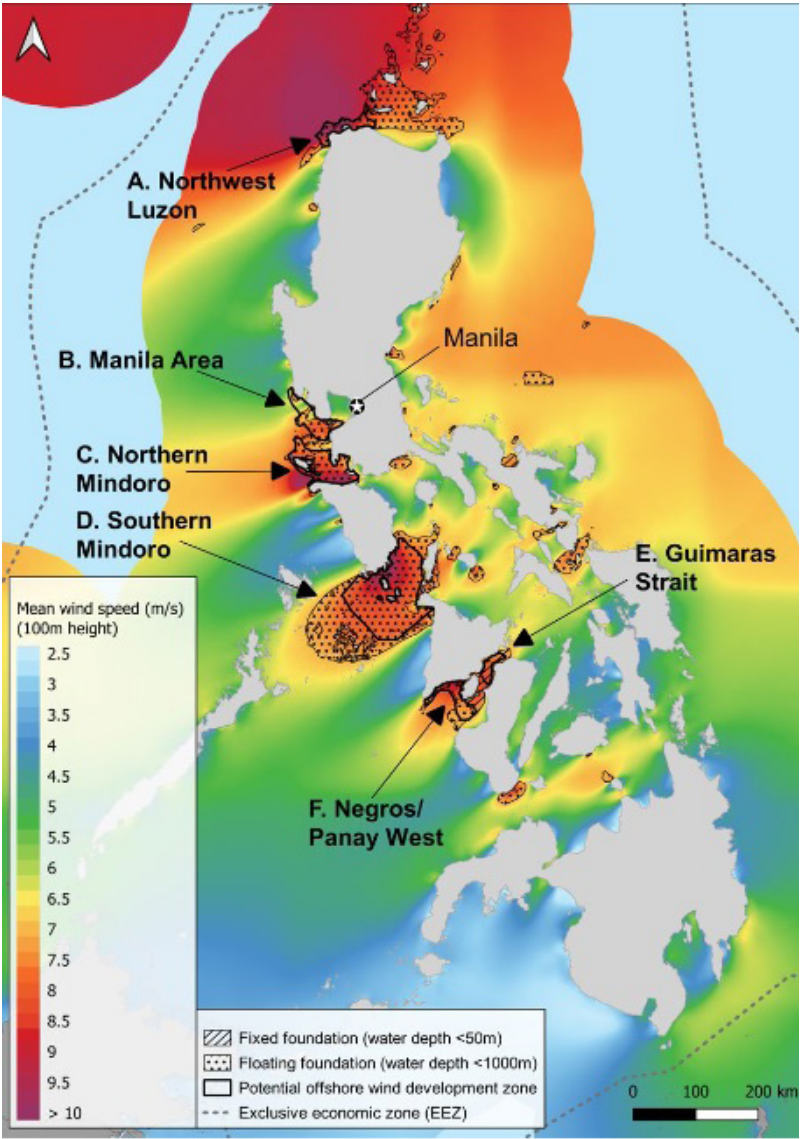 A. Northwest
Luzon
Manila
B. Manila Area
C. Northern
Mindoro
D. Southern
Mindoro
E. Guimaras
Strait
F. Negros/
Panay West
Mean wind speed (m/s)
(100m height)
2.5
3
3.5
4
4.5
5
5.5
6
6.5
7
7.5
8
8.5
9
9.5
> 10
Fixed foundation (water depth <50m)
Floating foundation (water depth <1000m)
Potential offshore wind development zone
Exclusive economic zone (EEZ)
0 100 200 km